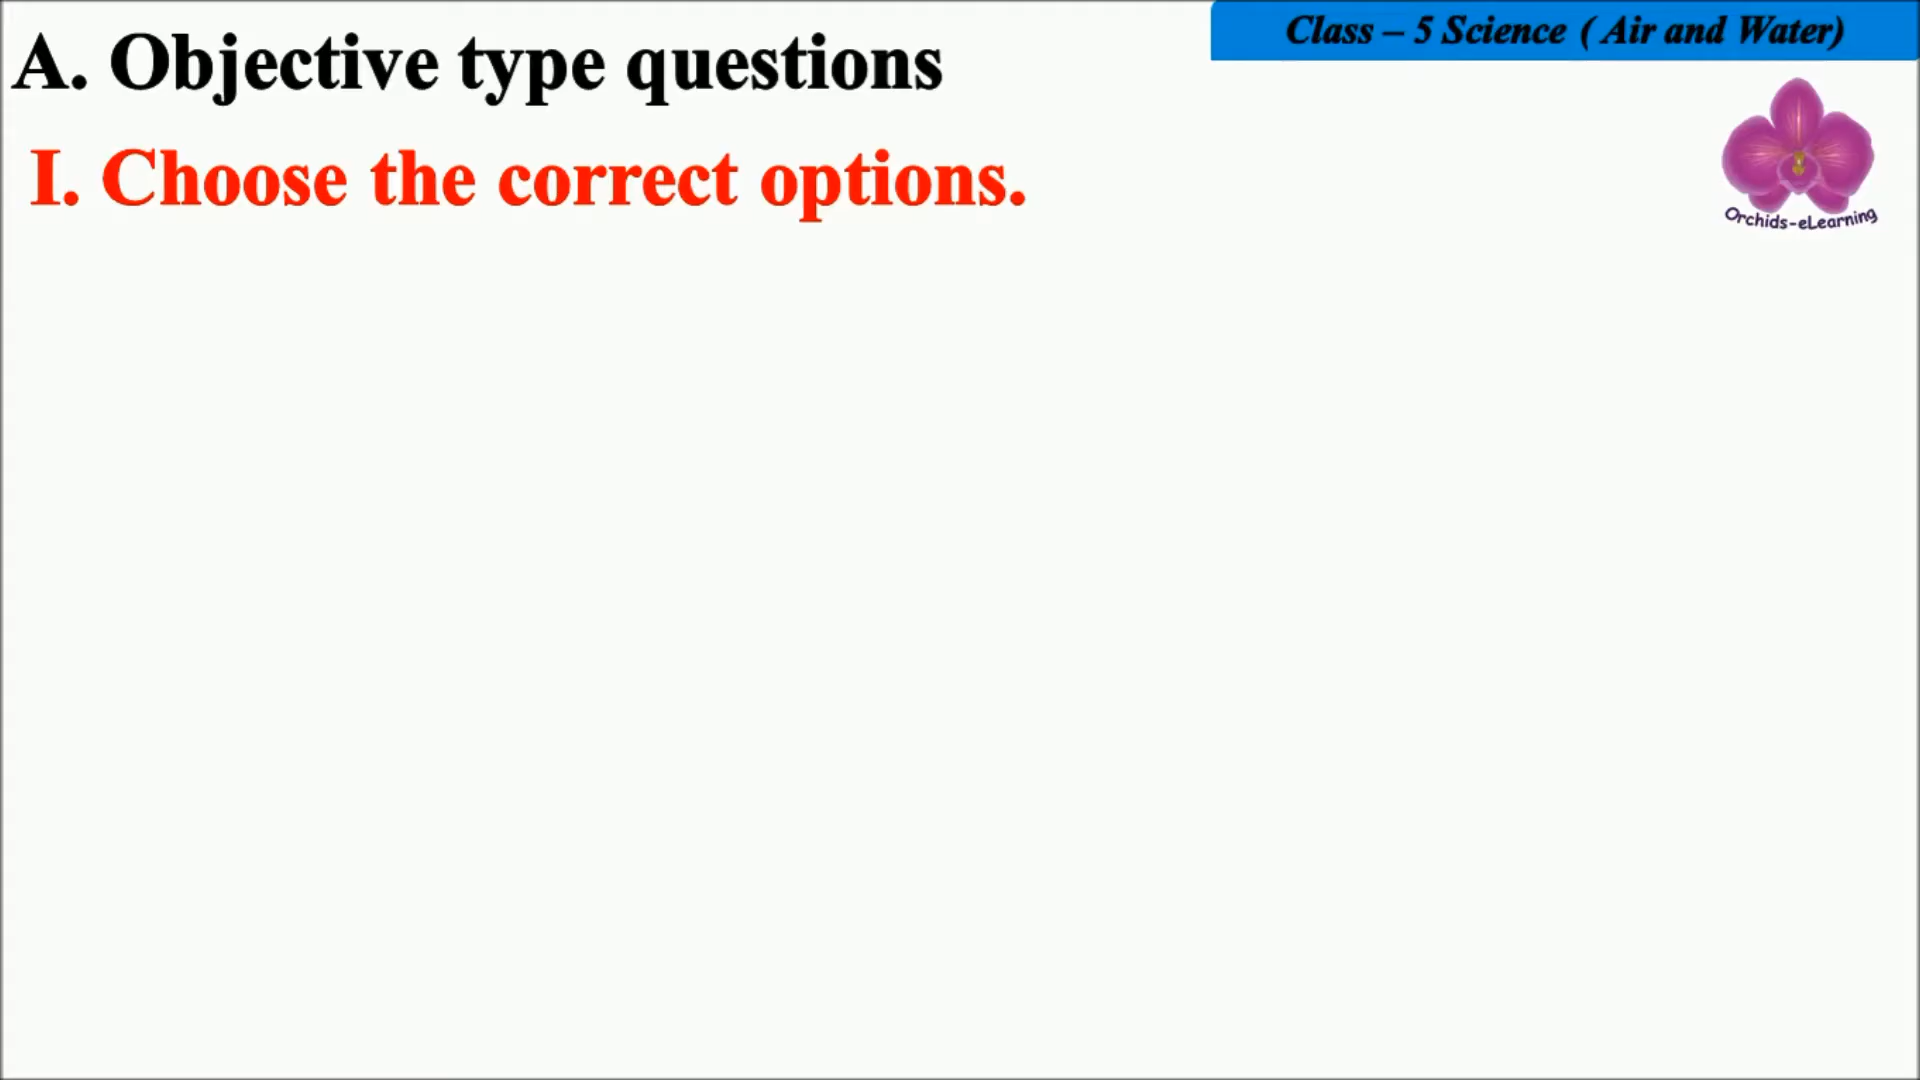 Class – 5 Science ( Air and Water)
A. Objective type questions
I. Choose the correct options.
Orchids-eLearning